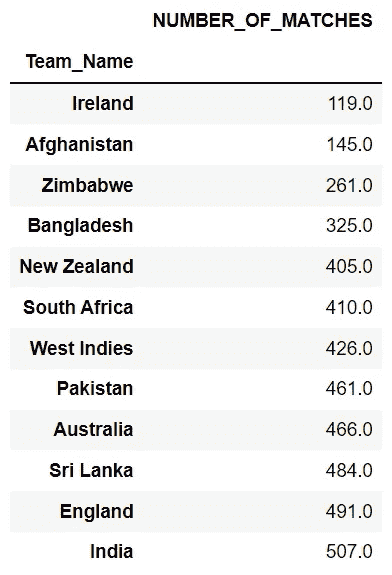 NUMBER_OF_MATCHES
Team_Name
Ireland 119.0
Afghanistan 145.0
Zimbabwe 261.0
Bangladesh 325.0
New Zealand 405.0
South Africa 410.0
West Indies 426.0
Pakistan 461.0
Australia 466.0
Sri Lanka 484.0
England 491.0
India 507.0